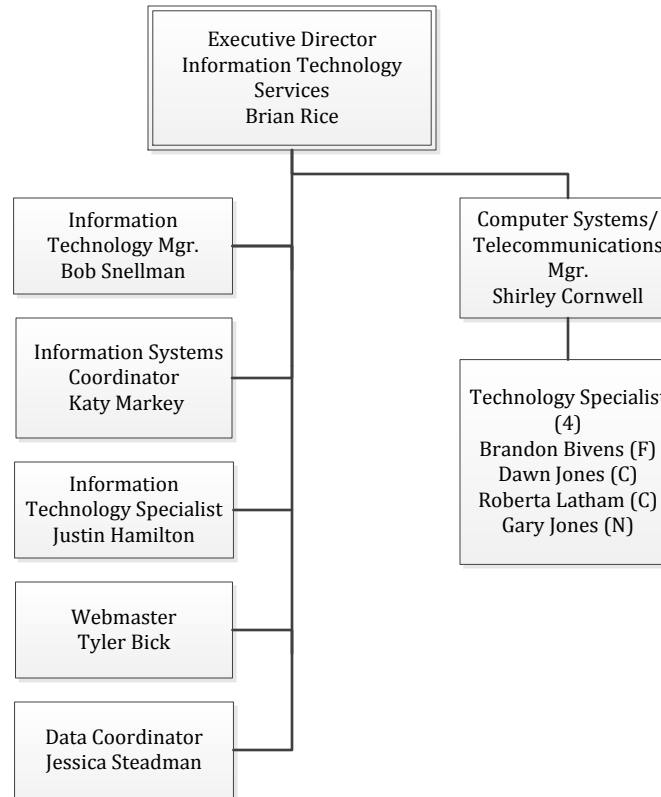 Executive Director
Information Technology
Services
Brian Rice
Information
Technology Mgr.
Bob Snellman
Computer Systems/
Telecommunications
Mgr.
Shirley Cornwell
Information Systems
Coordinator
Katy Markey
Technology Specialist
(4)
Brandon Bivens (F)
Dawn Jones (C)
Roberta Latham (C)
Gary Jones (N)
Information
Technology Specialist
Justin Hamilton
Webmaster
Tyler Bick
Data Coordinator
Jessica Steadman